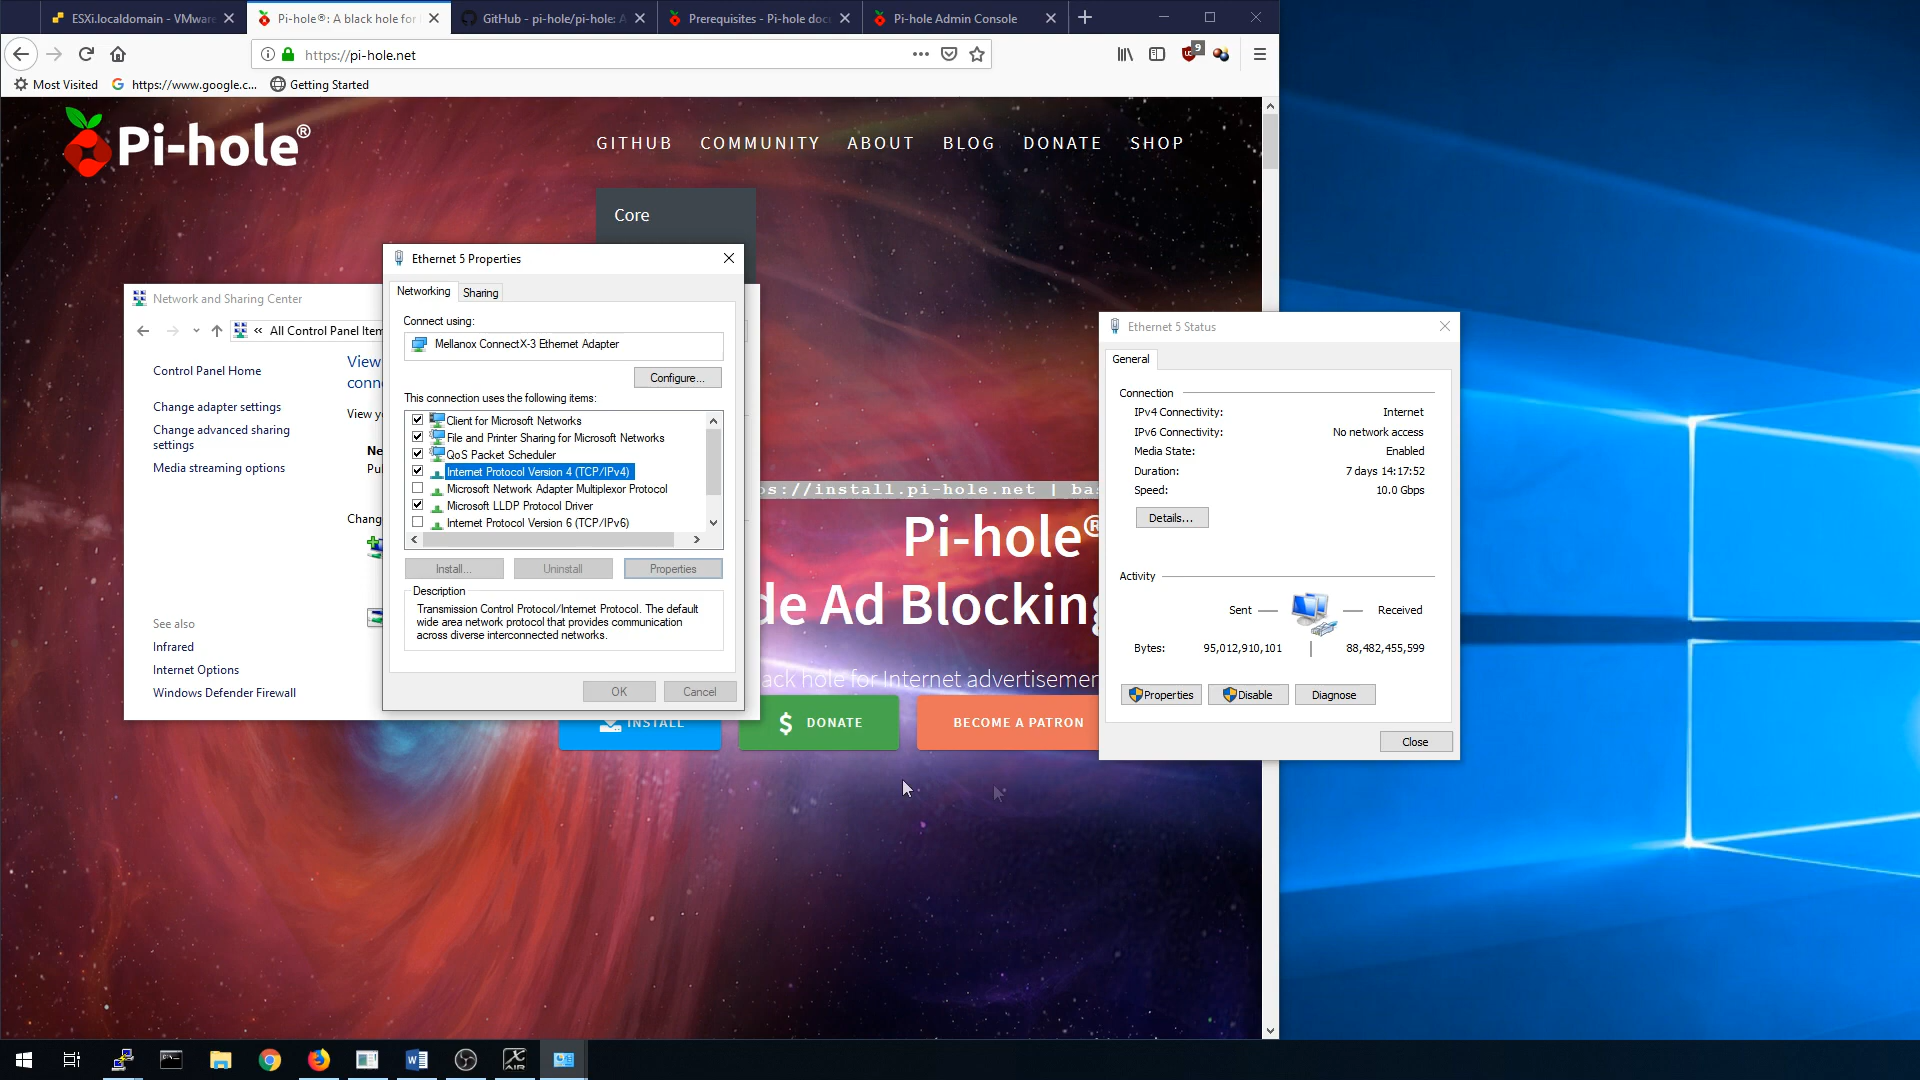 ESXi.localdomain - VMware
Pi-hole®: A black hole for
GitHub - pi-hole/pi-hole: A
Prerequisites - Pi-hole doc
Pi-hole Admin Console
https://pi-hole.net
9
Most Visited
https://www.google.c...
Getting Started
Pi-hole®
GITHUB
COMMUNITY
ABOUT
BLOG
DONATE
SHOP
Core
Network and Sharing Center
« All Control Panel Item
Control Panel Home
Change adapter settings
Change advanced sharing
settings
Media streaming options
See also
Infrared
Internet Options
Windows Defender Firewall
View
conn
View yo
Ne
Pul
Chang
Ethernet 5 Properties
Networking
Sharing
Connect using:
Mellanox ConnectX-3 Ethernet Adapter
Configure...
This connection uses the following items:
Client for Microsoft Networks
File and Printer Sharing for Microsoft Networks
QoS Packet Scheduler
Internet Protocol Version 4 (TCP/IPv4)
Microsoft Network Adapter Multiplexor Protocol
Microsoft LLDP Protocol Driver
Internet Protocol Version 6 (TCP/IPv6)
Install...
Uninstall
Properties
Description
Transmission Control Protocol/Internet Protocol. The default
wide area network protocol that provides communication
across diverse interconnected networks.
OK
Cancel
ps://install.pi-hole.net | bas
Pi-hole®
de Ad Blocking
ack hole for Internet advertisemen
INSTALL
$ DONATE
BECOME A PATRON
Ethernet 5 Status
General
Connection
IPv4 Connectivity: Internet
IPv6 Connectivity: No network access
Media State: Enabled
Duration: 7 days 14:17:52
Speed: 10.0 Gbps
Details...
Activity
Sent
Received
Bytes: 95,012,910,101 88,482,455,599
Properties
Disable
Diagnose
Close
X
AIR